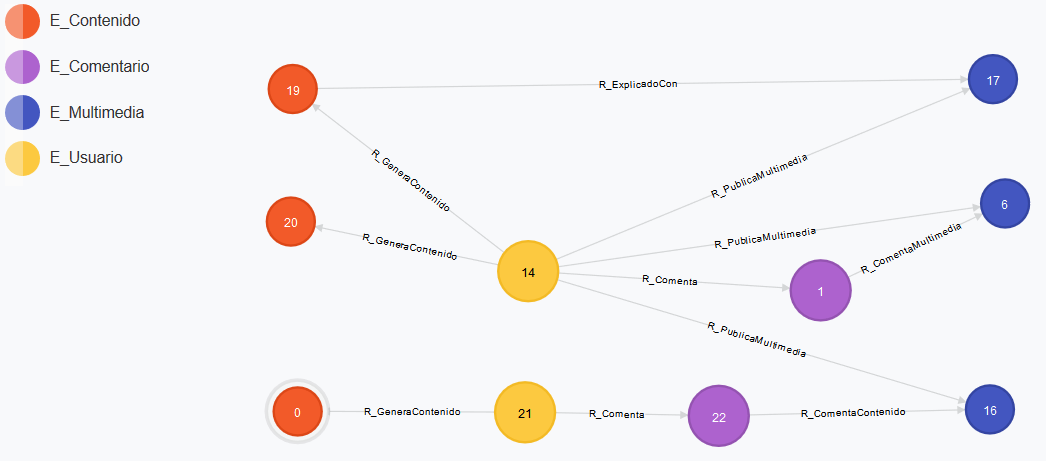 E_Contenido
E_Comentario
E_Multimedia
E_Usuario
19
R_ExplicadoCon
17
R_GeneraContenido
R_PublicaMultimedia
20
R_GeneraContenido
14
R_PublicaMultimedia
6
R_Comenta
1
R_ComentaMultimedia
R_PublicaMultimedia
0
R_GeneraContenido
21
R_Comenta
22
R_ComentaContenido
16